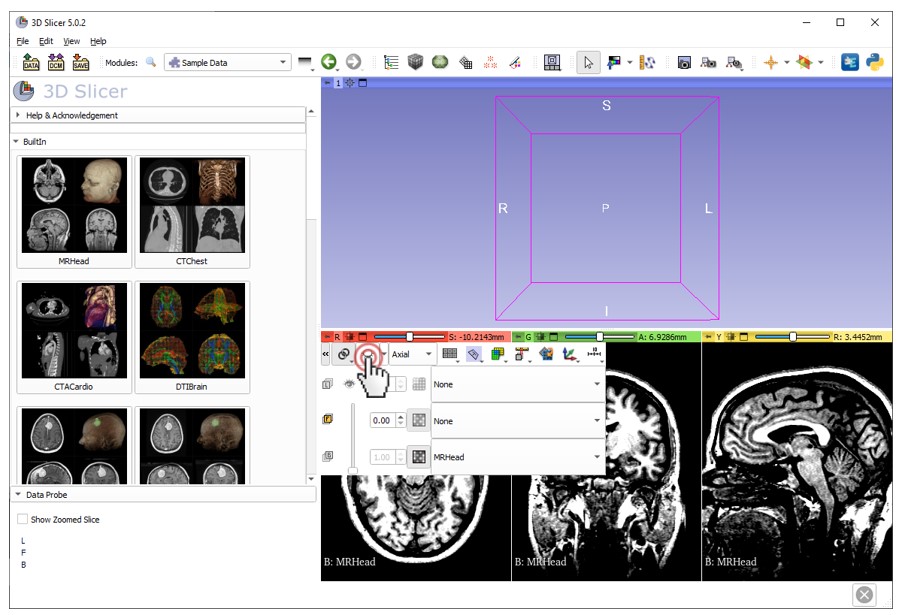 3D Slicer 5.0.2
File Edit View Help
DATA DCM SAVE Modules: Sample Data
3D Slicer
1
Help & Acknowledgement
BuiltIn
MRHead CTChest
CTACardio DTIBrain
S
R P L
I
R S: -10.2143mm G A: 6.9286mm Y R: 3.4452mm
Axial
None
0.00 None
1.00 MRHead
B: MRHead B: MRHead B: MRHead
Data Probe
Show Zoomed Slice
L
F
B